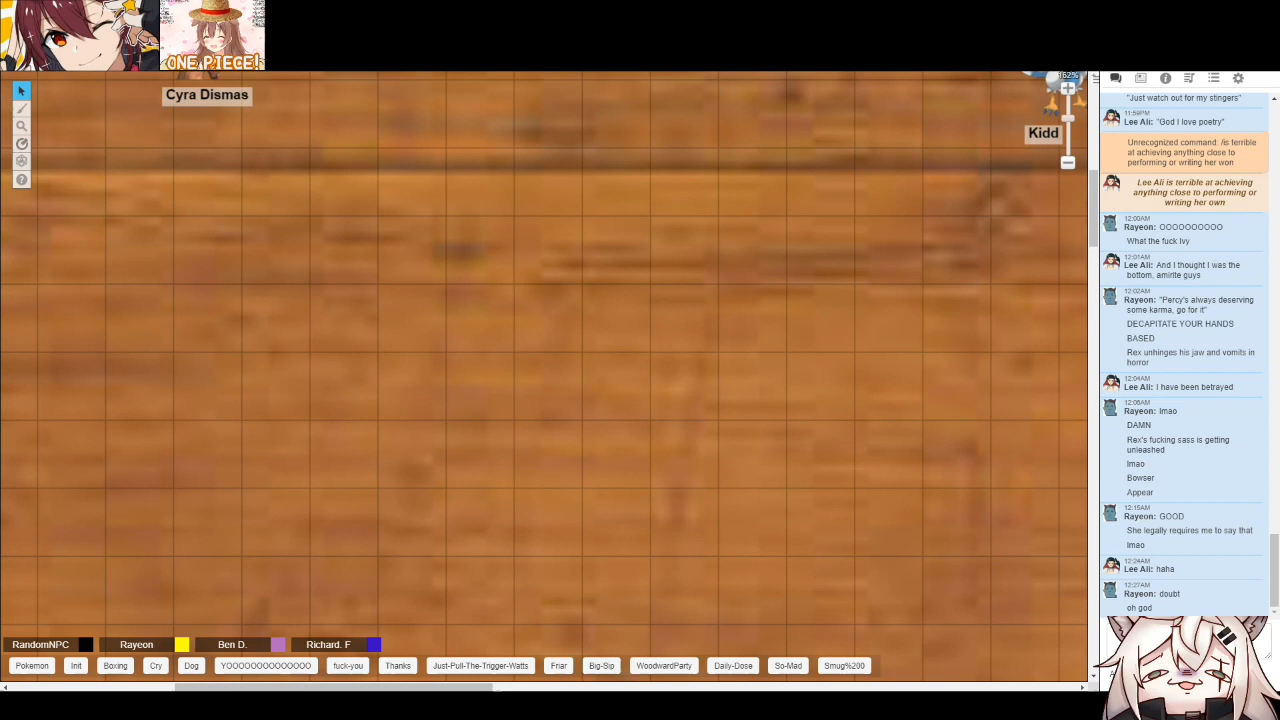 ONE PIECE!
Cyra Dismas
162%
Kidd
"Just watch out for my stingers"
11:59PM
Lee Ali: "God I love poetry"
Unrecognized command: /is terrible
at achieving anything close to
performing or writing her won
Lee Ali is terrible at achieving
anything close to performing or
writing her own
12:00AM
Rayeon: OOOOOOOOOO
What the fuck Ivy
12:01AM
Lee Ali: And I thought I was the
bottom, amirite guys
12:02AM
Rayeon: "Percy's always deserving
some karma, go for it"
DECAPITATE YOUR HANDS
BASED
Rex unhinges his jaw and vomits in
horror
12:04AM
Lee Ali: I have been betrayed
12:06AM
Rayeon: lmao
DAMN
Rex's fucking sass is getting
unleashed
lmao
Bowser
Appear
12:15AM
Rayeon: GOOD
She legally requires me to say that
lmao
12:24AM
Lee Ali: haha
12:27AM
Rayeon: doubt
oh god
RandomNPC
Rayeon
Ben D.
Richard. F
Pokemon
Init
Boxing
Cry
Dog
YOOOOOOOOOOOOOO
fuck-you
Thanks
Just-Pull-The-Trigger-Watts
Friar
Big-Sip
WoodwardParty
Daily-Dose
So-Mad
Smug%200